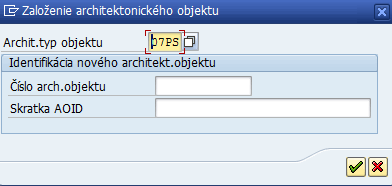 Založenie architektonického objektu
Archit.typ objektu 07PS
Identifikácia nového architekt.objektu
Číslo arch.objektu
Skratka AOID